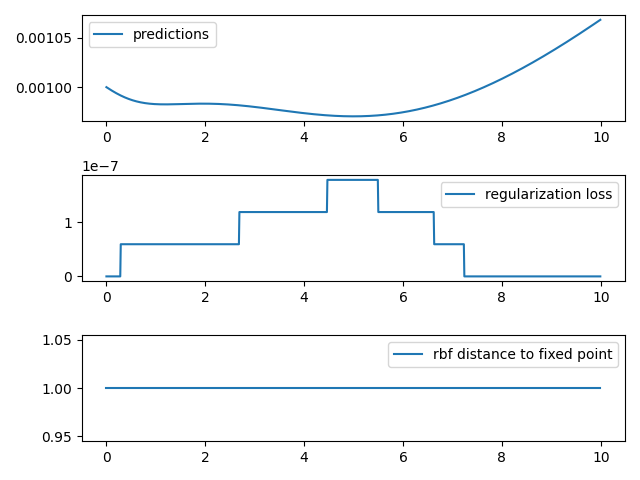 predictions
0.00105
0.00100
0 2 4 6 8 10
1e−7
regularization loss
1
0
0 2 4 6 8 10
rbf distance to fixed point
1.05
1.00
0.95
0 2 4 6 8 10